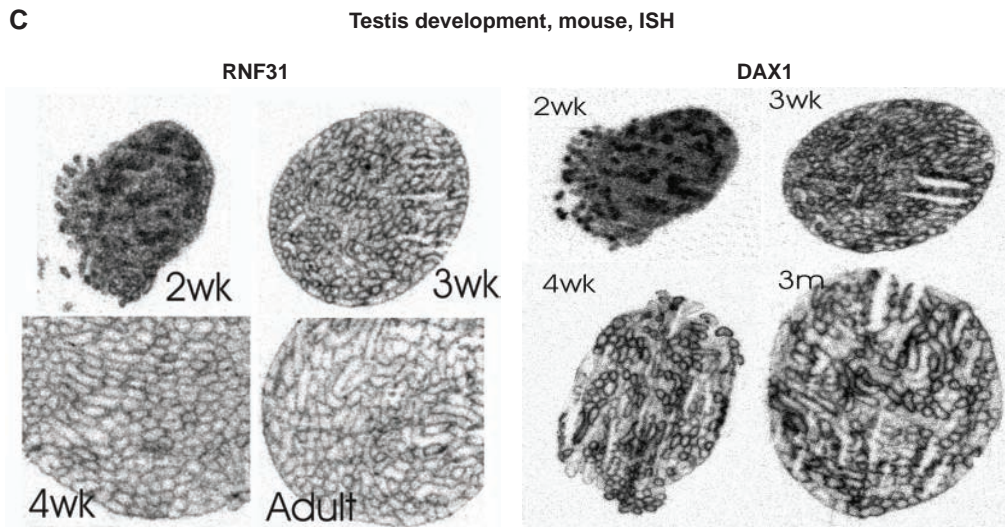 C
Testis development, mouse, ISH
RNF31
DAX1
2wk
3wk
4wk
Adult
2wk
3wk
4wk
3m